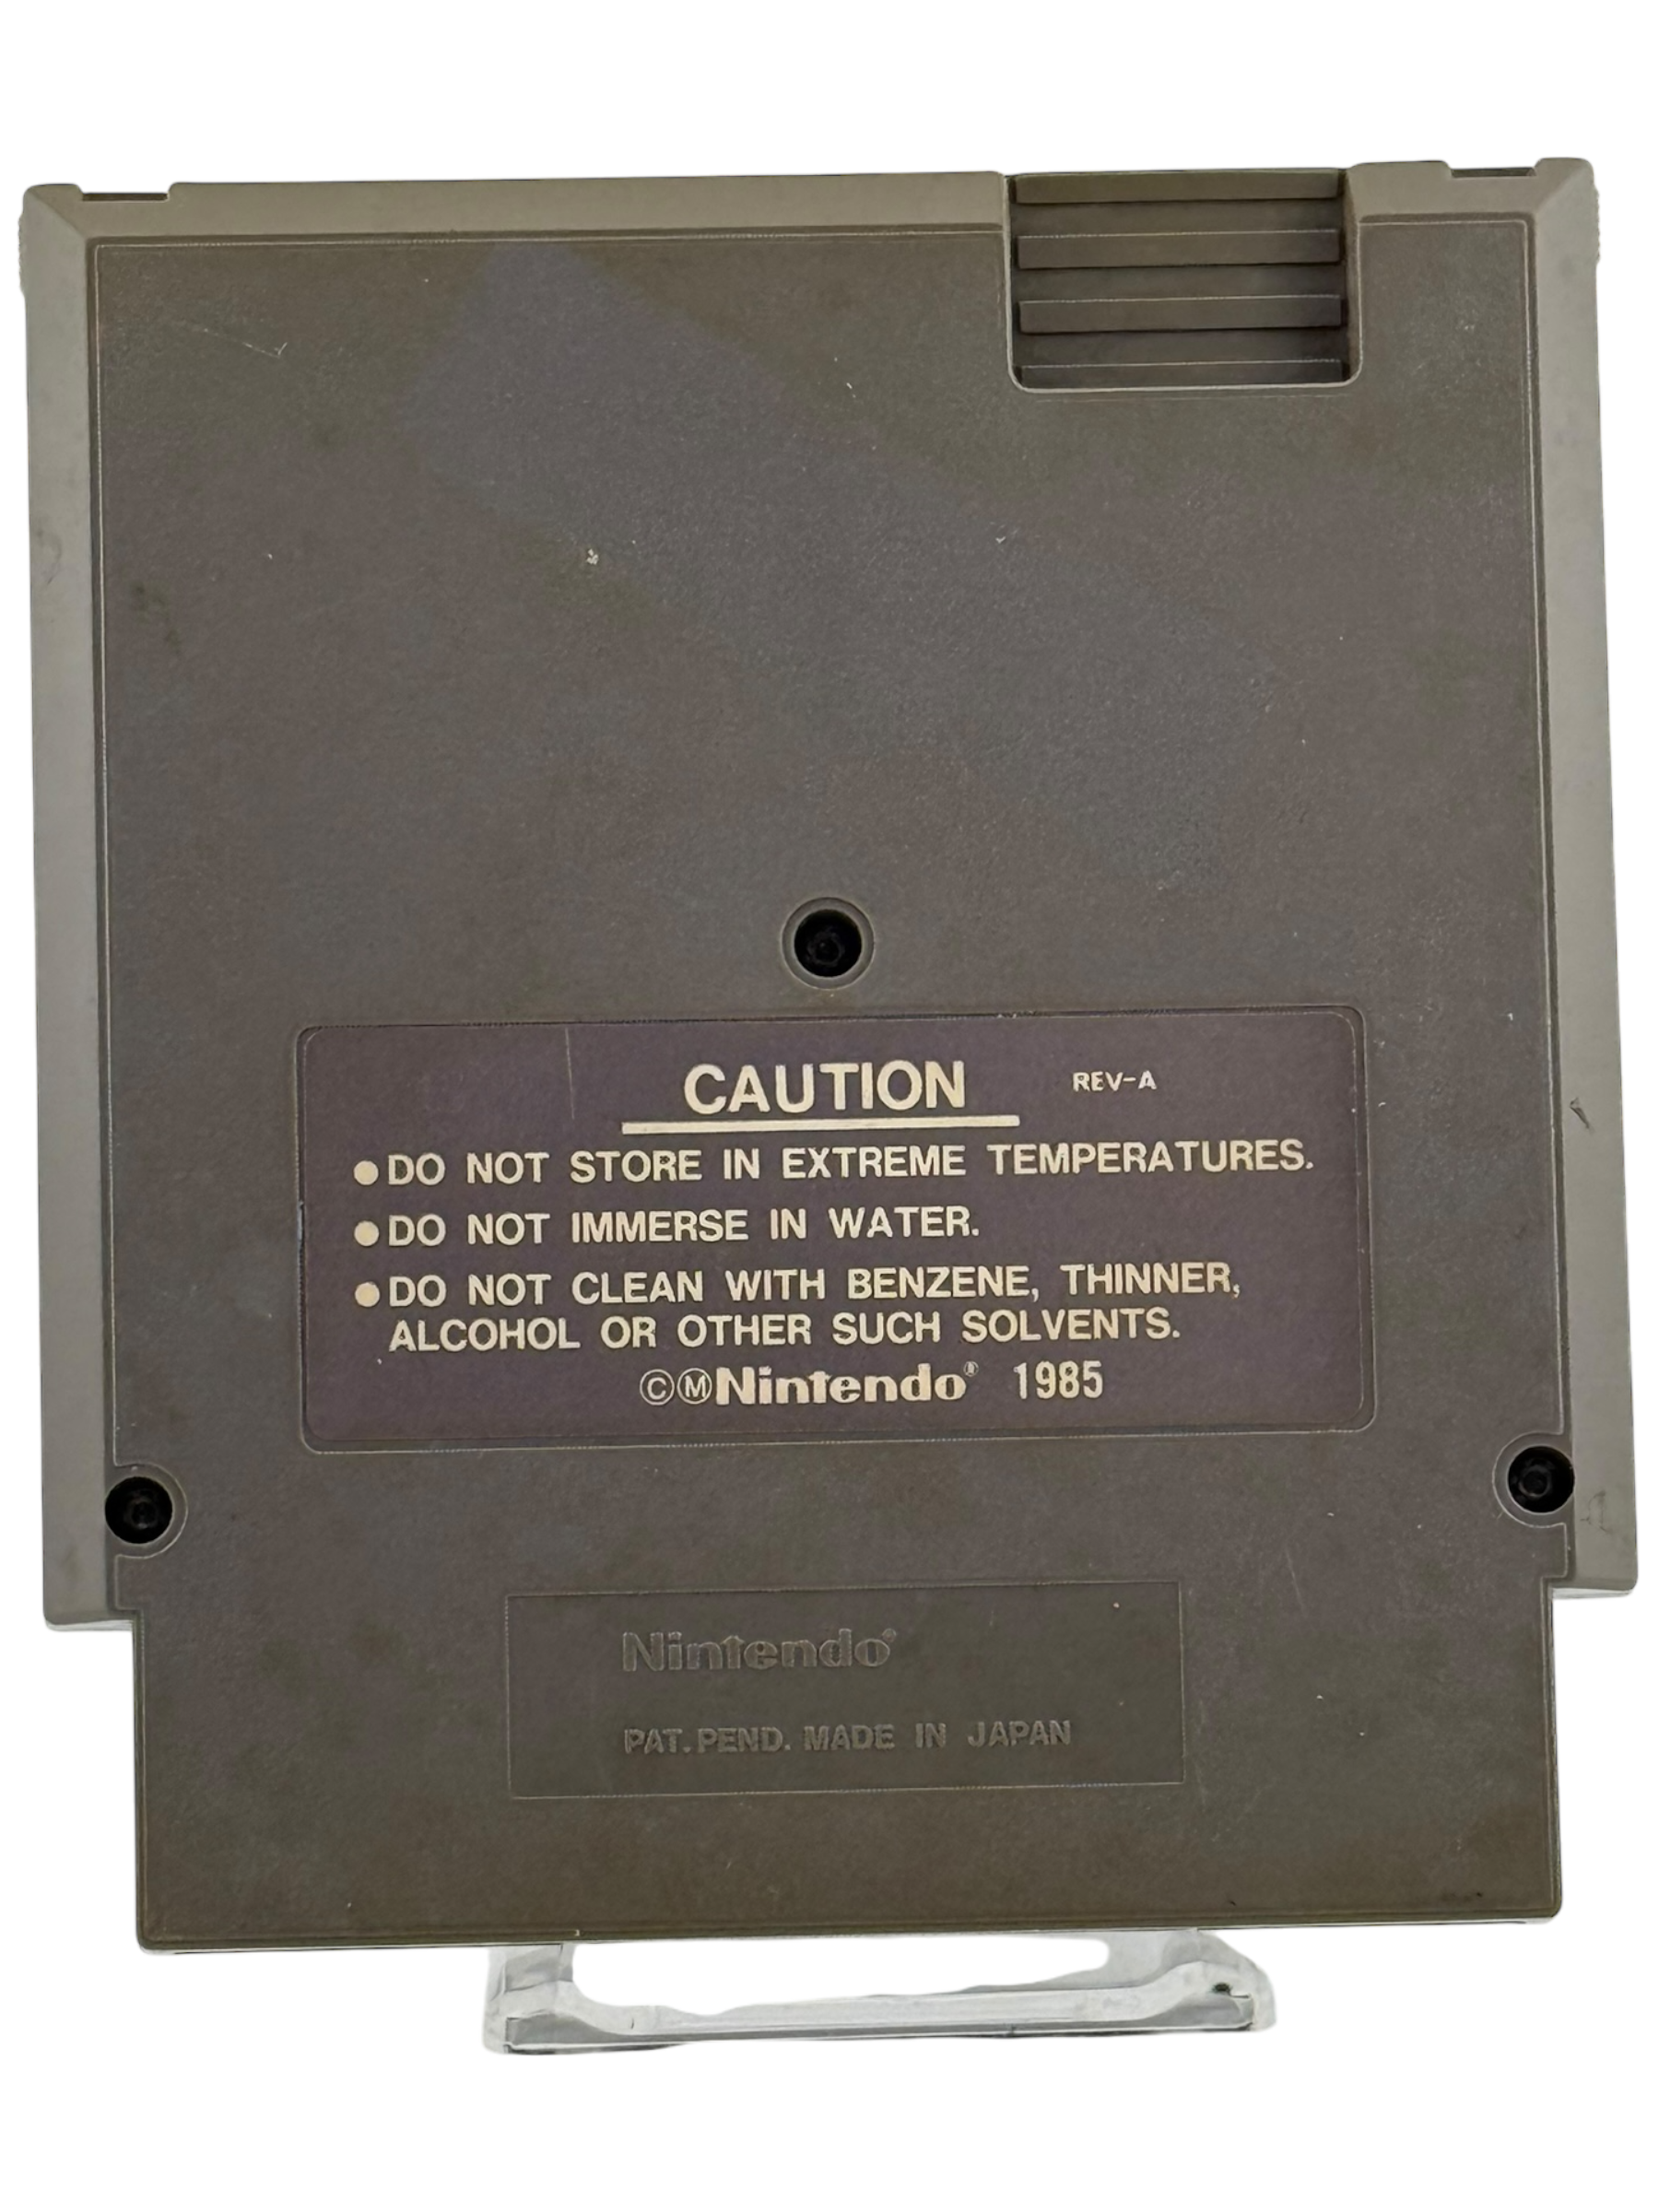 CAUTION REV-A
●DO NOT STORE IN EXTREME TEMPERATURES.
●DO NOT IMMERSE IN WATER.
●DO NOT CLEAN WITH BENZENE, THINNER,
ALCOHOL OR OTHER SUCH SOLVENTS.
©ⓂNintendo® 1985
Nintendo®
PAT. PEND. MADE IN JAPAN